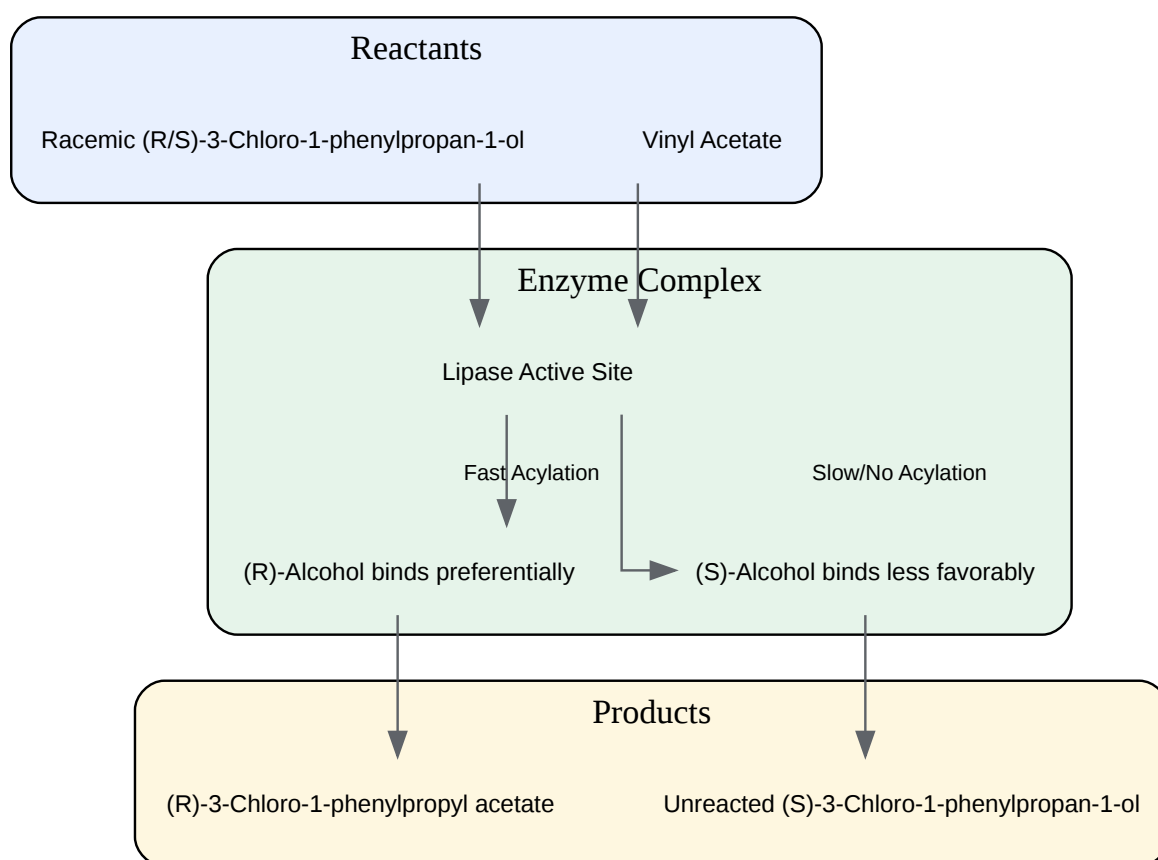 Reactants
Racemic (R/S)-3-Chloro-1-phenylpropan-1-ol
Vinyl Acetate
Enzyme Complex
Lipase Active Site
Fast Acylation
Slow/No Acylation
(R)-Alcohol binds preferentially
(S)-Alcohol binds less favorably
Products
(R)-3-Chloro-1-phenylpropyl acetate
Unreacted (S)-3-Chloro-1-phenylpropan-1-ol